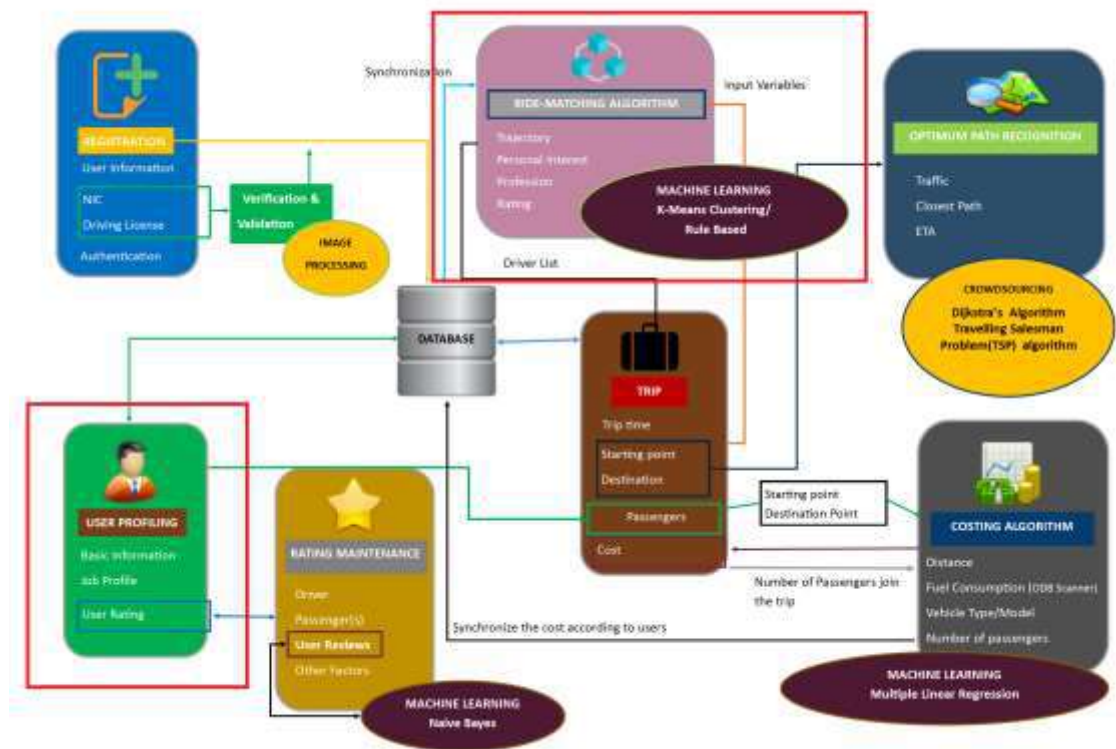 Synchronization
RIDE-MATCHING ALGORITHM
Trajectory
Personal Interest
Profession
Rating
Input Variables
MACHINE LEARNING
K-Means Clustering/
Rule Based
Driver List
REGISTRATION
User Information
NIC
Driving License
Authentication
Verification &
Validation
IMAGE
PROCESSING
OPTIMUM PATH RECOGNITION
Traffic
Closest Path
ETA
CROWDSOURCING
Dijkstra's Algorithm
Travelling Salesman
Problem(TSP) algorithm
DATABASE
TRIP
Trip time
Starting point
Destination
Passengers
Cost
USER PROFILING
Basic Information
Job Profile
User Rating
RATING MAINTENANCE
Driver
Passenger(s)
User Reviews
Other Factors
MACHINE LEARNING
Naive Bayes
Starting point
Destination Point
Number of Passengers join
the trip
Synchronize the cost according to users
COSTING ALGORITHM
Distance
Fuel Consumption (ODB Scanner)
Vehicle Type/Model
Number of passengers
MACHINE LEARNING
Multiple Linear Regression